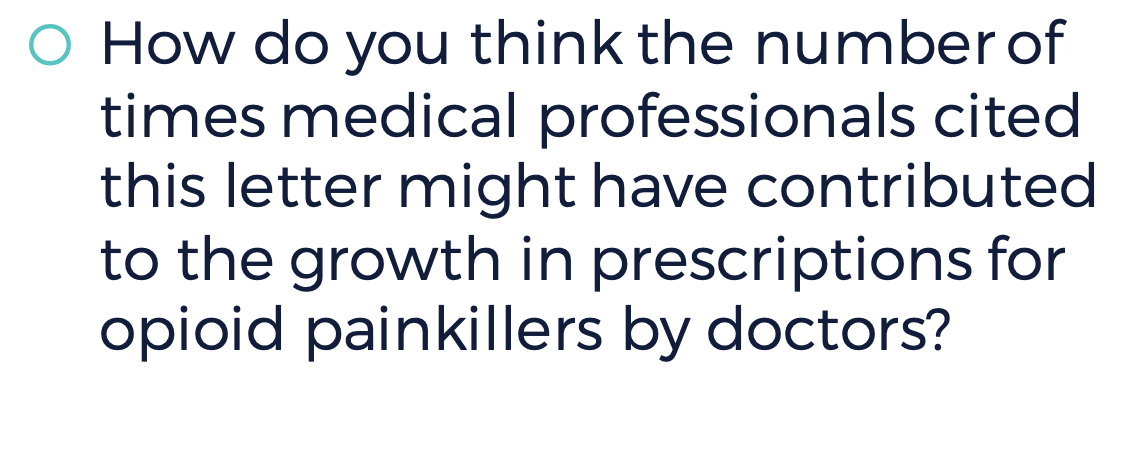 How do you think the number of
times medical professionals cited
this letter might have contributed
to the growth in prescriptions for
opioid painkillers by doctors?